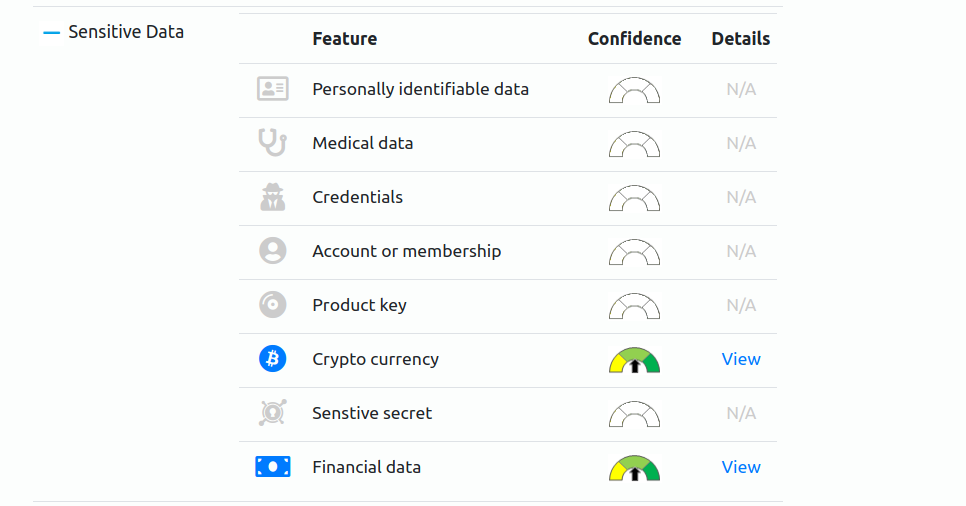 Sensitive Data
Feature Confidence Details
Personally identifiable data N/A
Medical data N/A
Credentials N/A
Account or membership N/A
Product key N/A
Crypto currency View
Senstive secret N/A
Financial data View